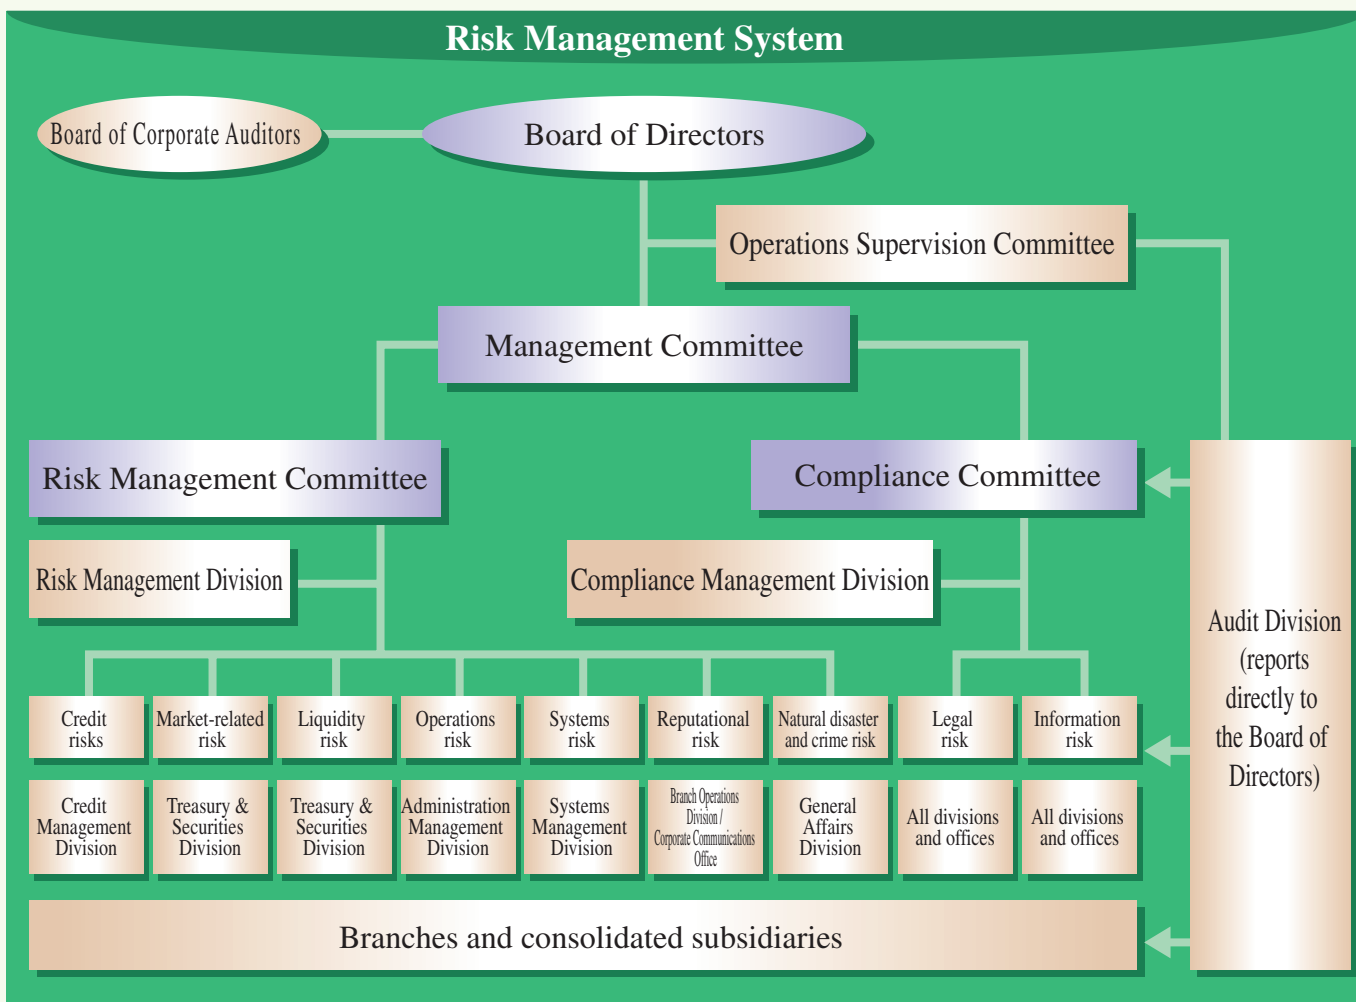 Risk Management System
Board of Corporate Auditors
Board of Directors
Operations Supervision Committee
Management Committee
Risk Management Committee
Compliance Committee
Risk Management Division
Compliance Management Division
Audit Division
(reports
directly to
the Board of
Directors)
Credit
risks
Market-related
risk
Liquidity
risk
Operations
risk
Systems
risk
Reputational
risk
Natural disaster
and crime risk
Legal
risk
Information
risk
Credit
Management
Division
Treasury &
Securities
Division
Treasury &
Securities
Division
Administration
Management
Division
Systems
Management
Division
Branch Operations
Division /
Corporate Communications
Office
General
Affairs
Division
All divisions
and offices
All divisions
and offices
Branches and consolidated subsidiaries